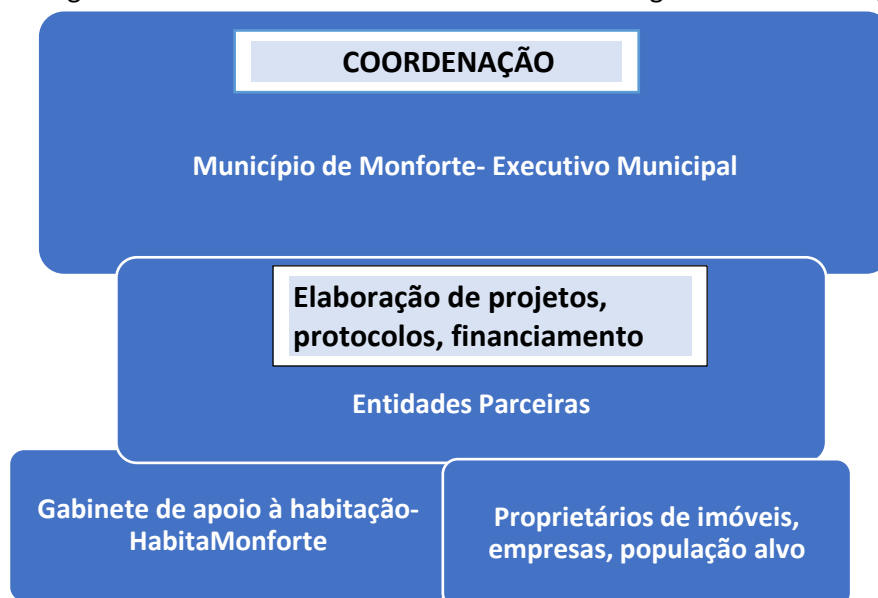 COORDENAÇÃO
Município de Monforte- Executivo Municipal
Elaboração de projetos,
protocolos, financiamento
Entidades Parceiras
Gabinete de apoio à habitação-
HabitaMonforte
Proprietários de imóveis,
empresas, população alvo